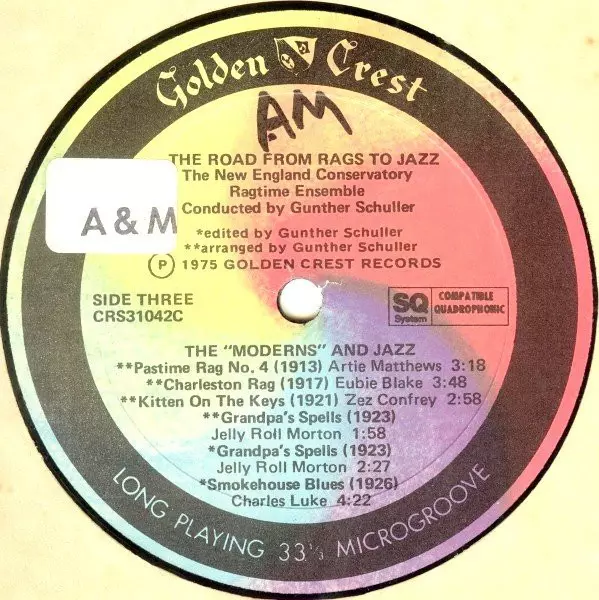 Golden Crest
AM
THE ROAD FROM RAGS TO JAZZ
The New England Conservatory
Ragtime Ensemble
Conducted by Gunther Schuller
A & M
*edited by Gunther Schuller
**arranged by Gunther Schuller
Ⓟ 1975 GOLDEN CREST RECORDS
SIDE THREE
CRS31042C
SQ System
COMPATIBLE
QUADROPHONIC
THE "MODERNS" AND JAZZ
**Pastime Rag No. 4 (1913) Artie Matthews 3:18
**Charleston Rag (1917) Eubie Blake 3:48
**Kitten On The Keys (1921) Zez Confrey 2:58
**Grandpa's Spells (1923)
Jelly Roll Morton 1:58
*Grandpa's Spells (1923)
Jelly Roll Morton 2:27
*Smokehouse Blues (1926)
Charles Luke 4:22
LONG PLAYING 33⅓ MICROGROOVE